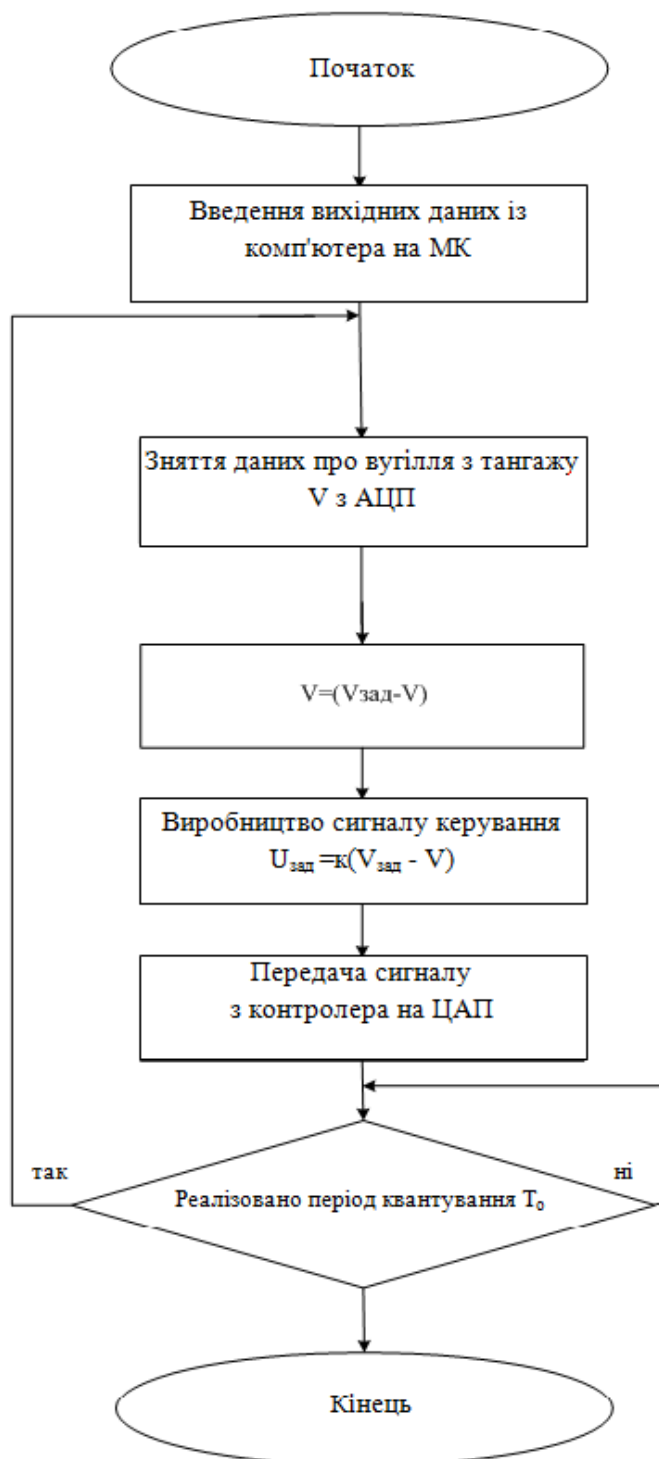 Початок
Введення вихідних даних із
комп'ютера на МК
Зняття даних про вугілля з тангажу
V з АЦП
V=(Vзад-V)
Виробництво сигналу керування
Uзад =к(Vзад - V)
Передача сигналу
з контролера на ЦАП
так
ні
Реалізовано період квантування T₀
Кінець